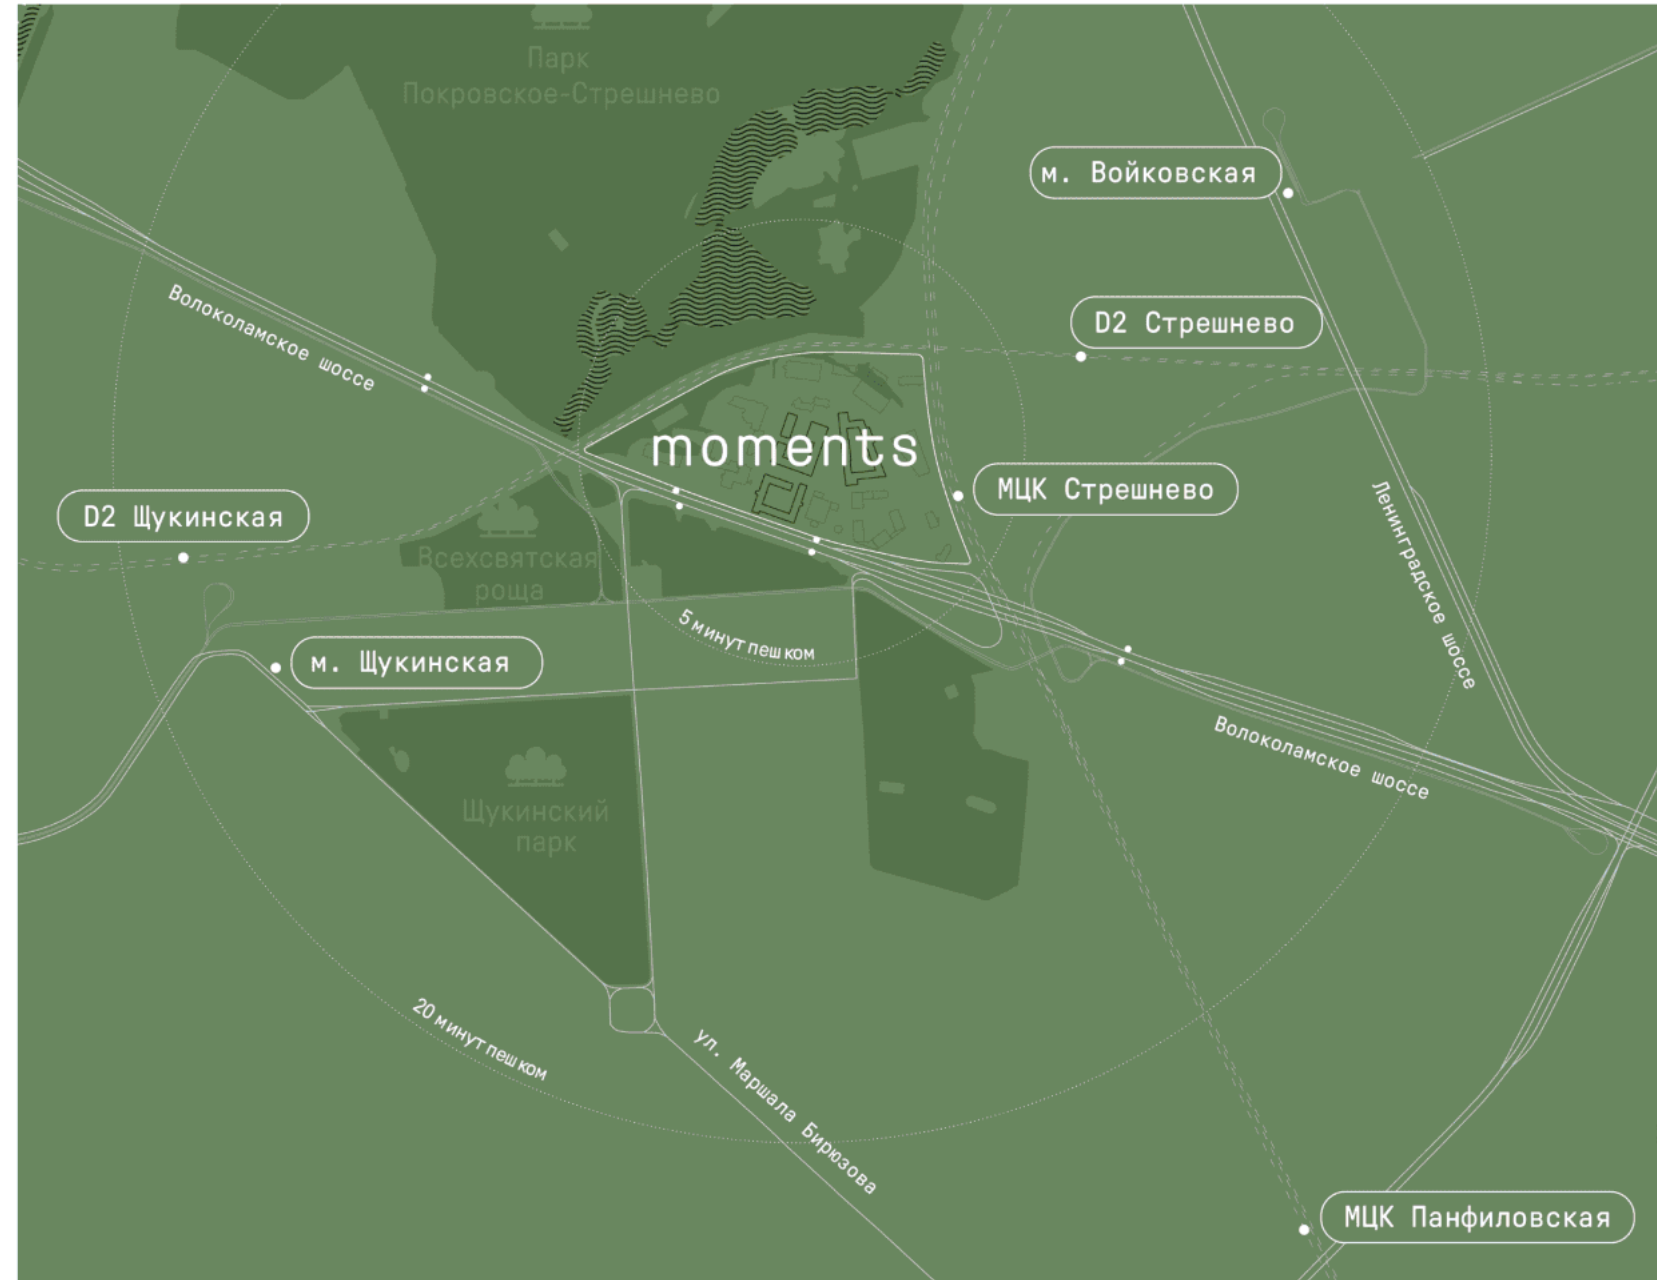 Парк
Покровское-Стрешнево
м. Войковская
Волоколамское шоссе
D2 Стрешнево
moments
МЦК Стрешнево
D2 Щукинская
Всехсвятская
роща
Ленинградское шоссе
5 минут пешком
м. Щукинская
Волоколамское шоссе
Щукинский
парк
20 минут пешком
ул. Маршала Бирюзова
МЦК Панфиловская